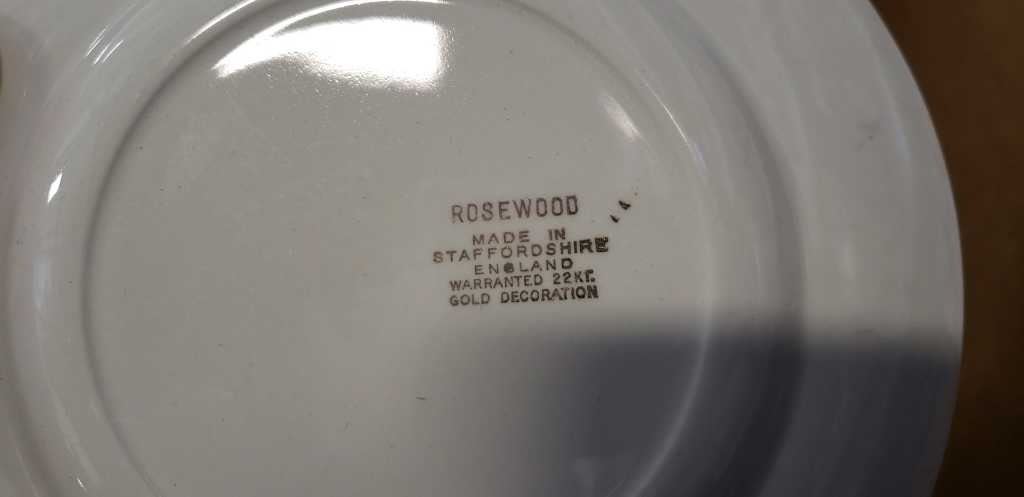 ROSEWOOD
MADE IN
STAFFORDSHIRE
ENGLAND
WARRANTED 22KT.
GOLD DECORATION